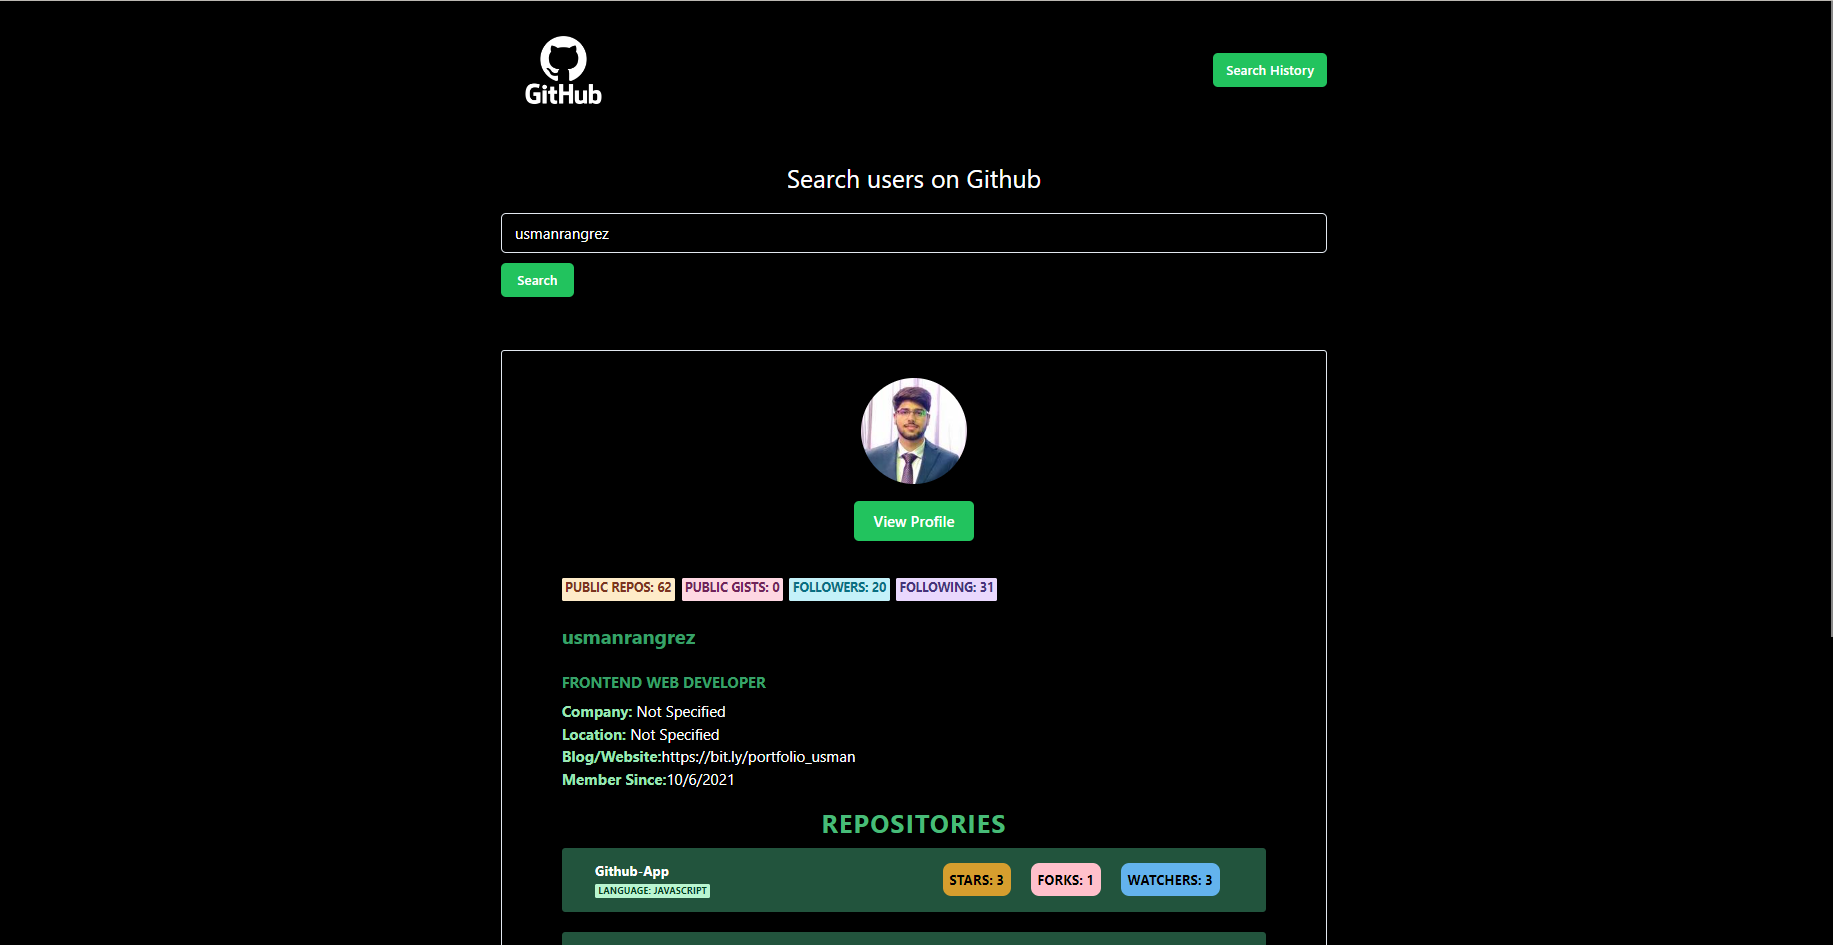 GitHub
Search History
Search users on Github
usmanrangrez
Search
View Profile
PUBLIC REPOS: 62 PUBLIC GISTS: 0 FOLLOWERS: 20 FOLLOWING: 31
usmanrangrez
FRONTEND WEB DEVELOPER
Company: Not Specified
Location: Not Specified
Blog/Website:https://bit.ly/portfolio_usman
Member Since:10/6/2021
REPOSITORIES
Github-App
LANGUAGE: JAVASCRIPT
STARS: 3 FORKS: 1 WATCHERS: 3